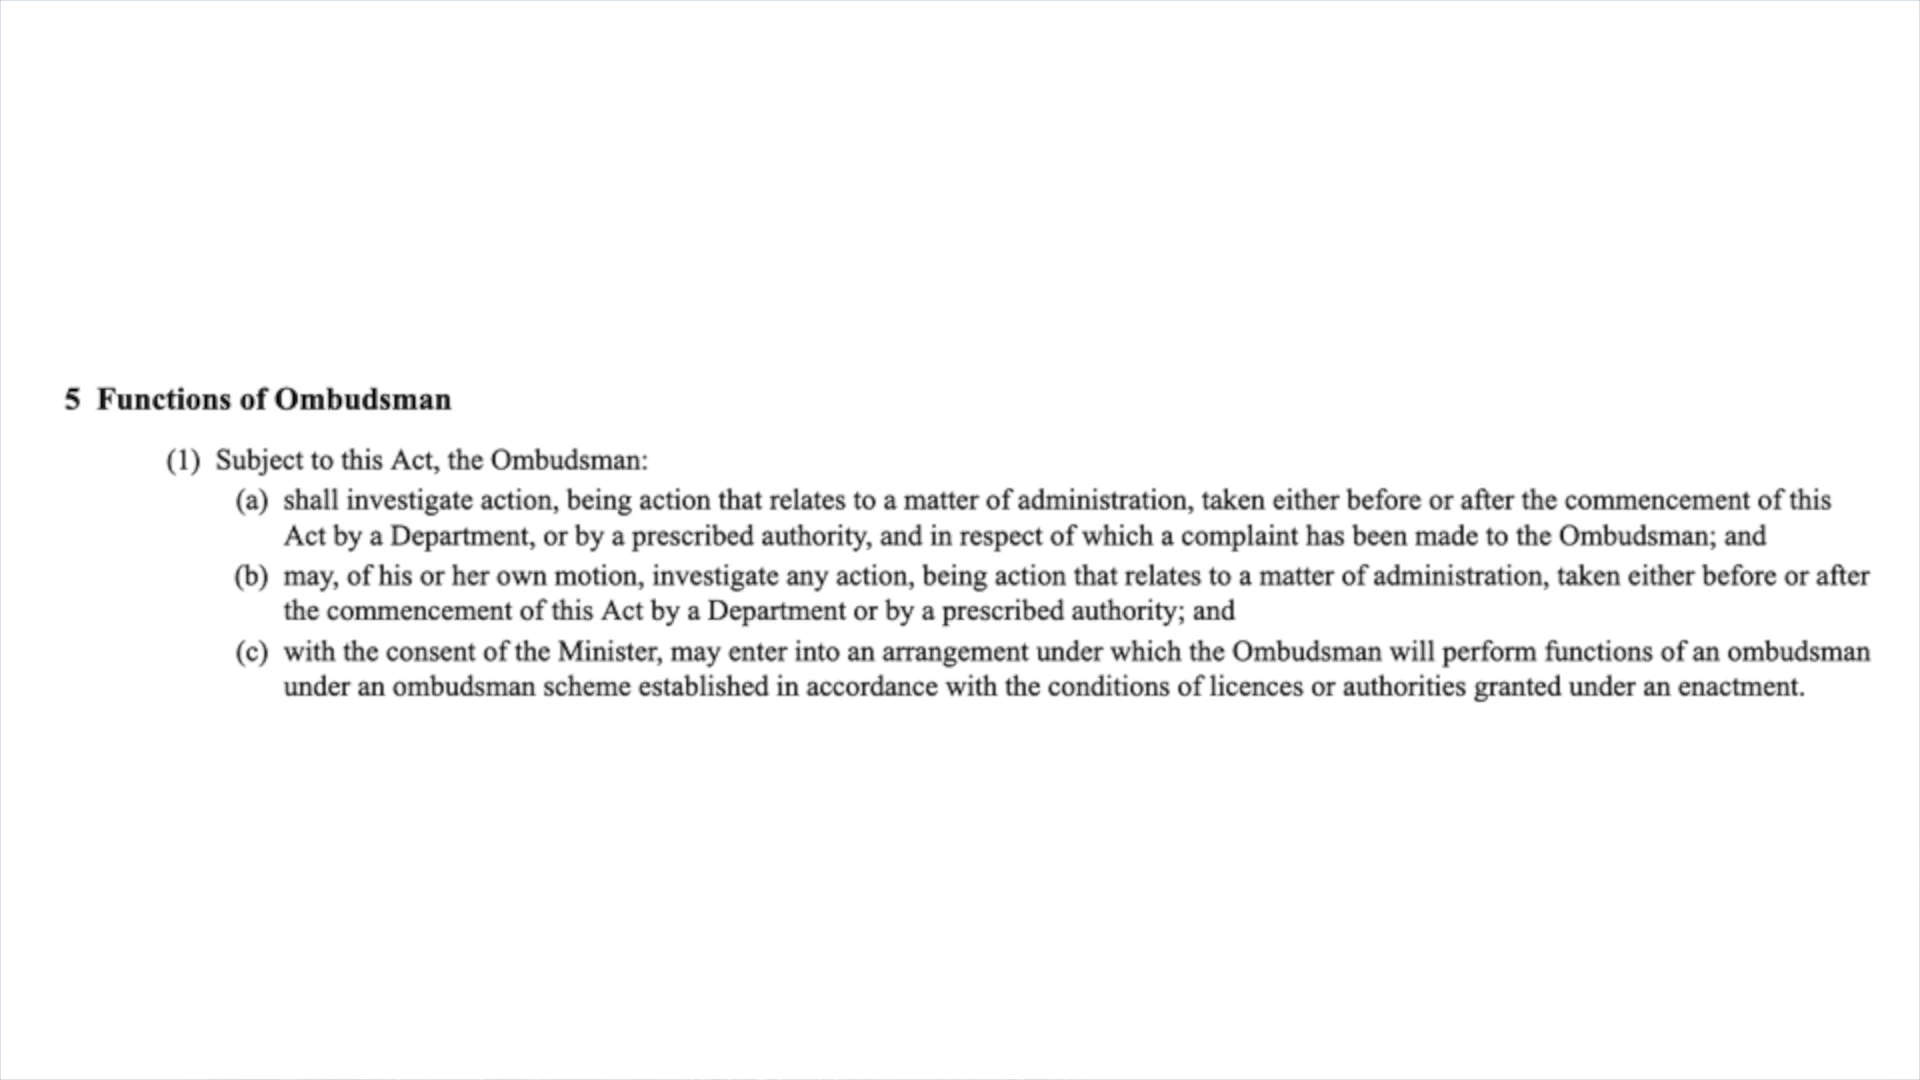 5 Functions of Ombudsman
(1) Subject to this Act, the Ombudsman:
(a) shall investigate action, being action that relates to a matter of administration, taken either before or after the commencement of this
Act by a Department, or by a prescribed authority, and in respect of which a complaint has been made to the Ombudsman; and
(b) may, of his or her own motion, investigate any action, being action that relates to a matter of administration, taken either before or after
the commencement of this Act by a Department or by a prescribed authority; and
(c) with the consent of the Minister, may enter into an arrangement under which the Ombudsman will perform functions of an ombudsman
under an ombudsman scheme established in accordance with the conditions of licences or authorities granted under an enactment.